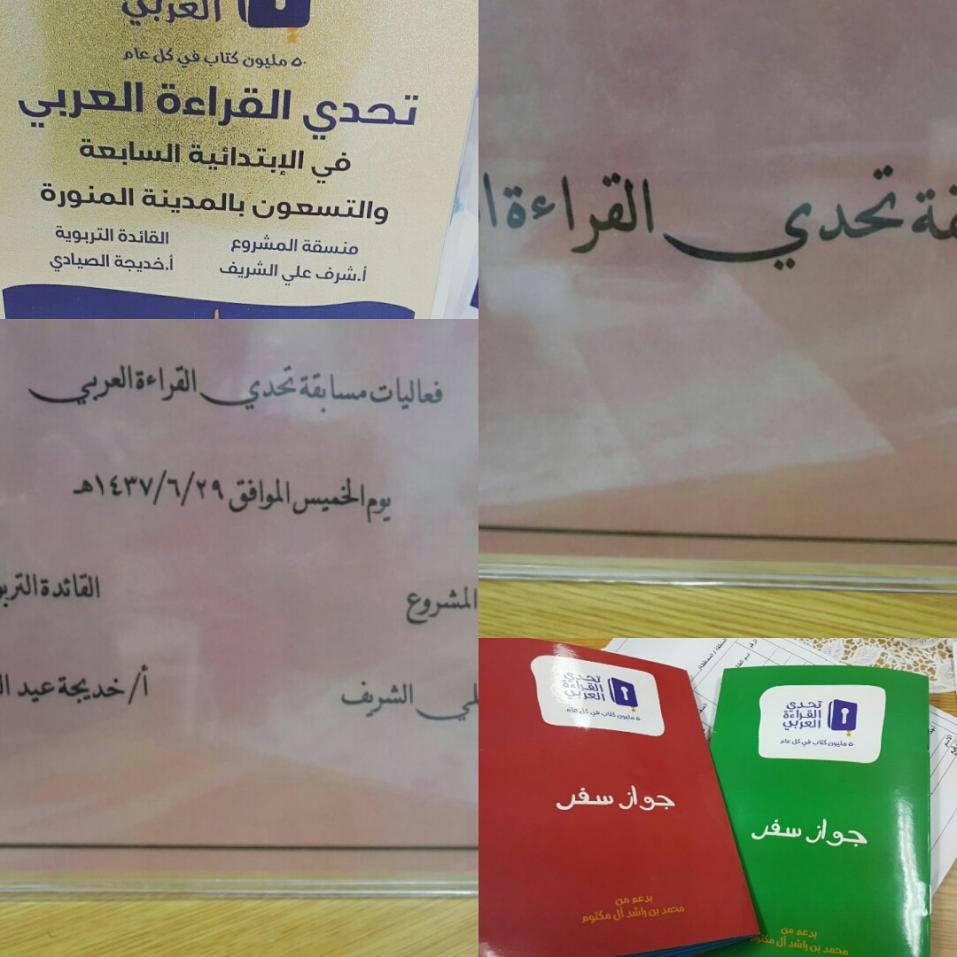 العربي
٥٠ مليون كتاب في كل عام
تحدي القراءة العربي
في الإبتدائية السابعة
والتسعون بالمدينة المنورة
منسقة المشروع
أ.شرف علي الشريف
القائدة التربوية
أ.خديجة الصيادي
تحدي القراءة
فعاليات مسابقة تحدي القراءة العربي
يوم الخميس الموافق ١٤٣٧/٦/٢٩هـ
المشروع
القائدة
الشريف
أ/ خديجة عيد
تحدي
القراءة
العربي
٥٠ مليون كتاب في كل عام
جواز سفر
بدعم من
محمد بن راشد آل مكتوم
تحدي
القراءة
العربي
٥٠ مليون كتاب في كل عام
جواز سفر
بدعم من
محمد بن راشد آل مكتوم